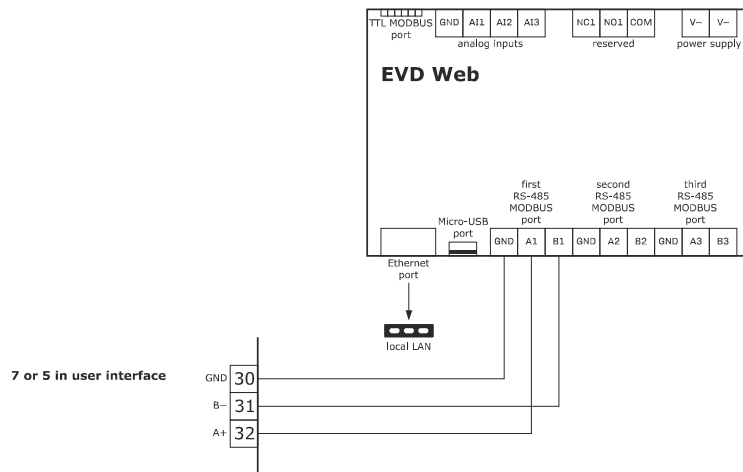 TTL MODBUS
port
GND AI1 AI2 AI3
analog inputs
NC1 NO1 COM
reserved
V~ V~
power supply
EVD Web
first
RS-485
MODBUS
port
second
RS-485
MODBUS
port
third
RS-485
MODBUS
port
Micro-USB
port
GND A1 B1 GND A2 B2 GND A3 B3
Ethernet
port
local LAN
7 or 5 in user interface
GND 30
B− 31
A+ 32